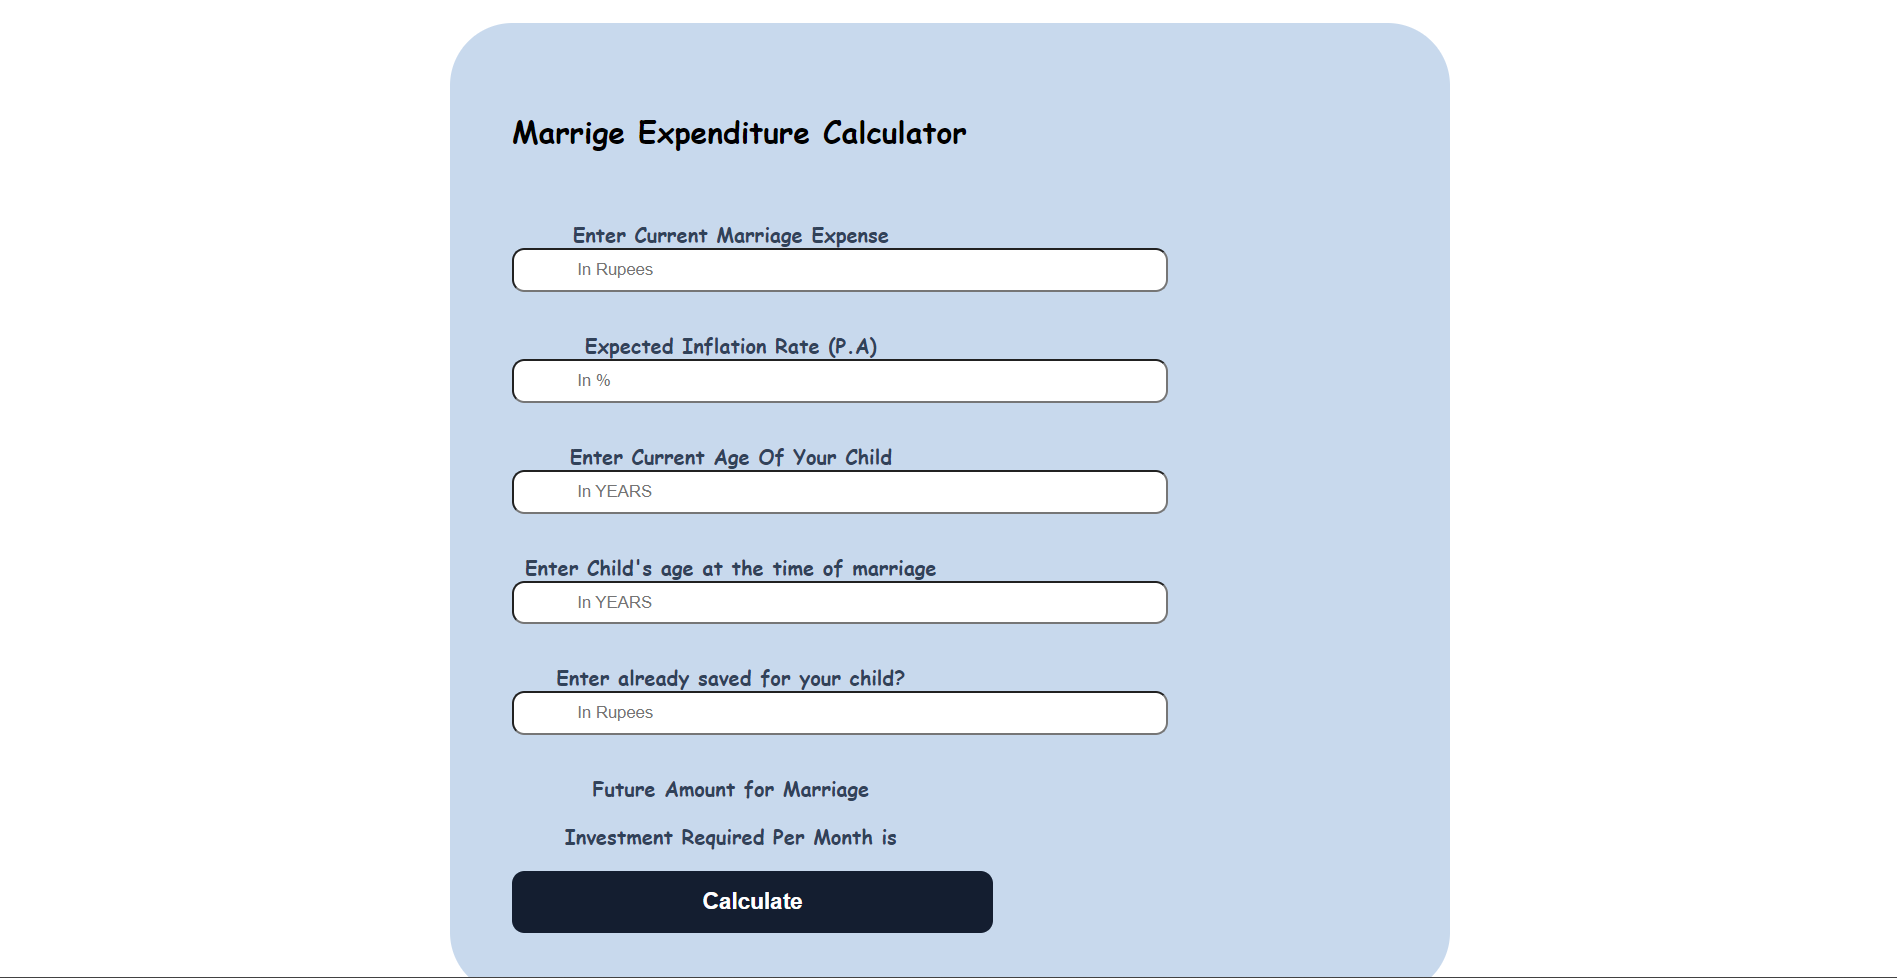 Marrige Expenditure Calculator
Enter Current Marriage Expense
In Rupees
Expected Inflation Rate (P.A)
In %
Enter Current Age Of Your Child
In YEARS
Enter Child's age at the time of marriage
In YEARS
Enter already saved for your child?
In Rupees
Future Amount for Marriage
Investment Required Per Month is
Calculate